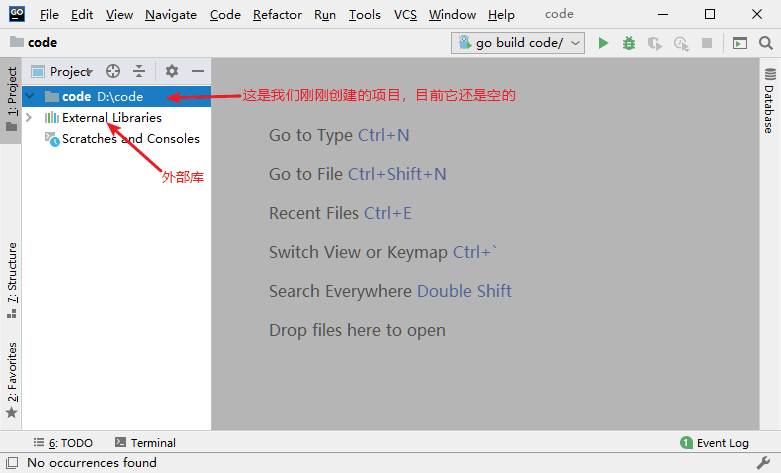 GO File Edit View Navigate Code Refactor Run Tools VCS Window Help code
code go build code/
1: Project
Project
code D:\code
这是我们刚刚创建的项目，目前它还是空的
External Libraries
Scratches and Consoles
外部库
Go to Type Ctrl+N
Go to File Ctrl+Shift+N
Recent Files Ctrl+E
Switch View or Keymap Ctrl+`
Search Everywhere Double Shift
Drop files here to open
Database
7: Structure
2: Favorites
6: TODO Terminal 1 Event Log
No occurrences found